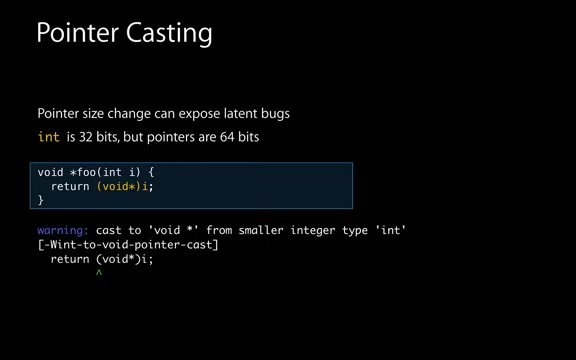 Pointer Casting
Pointer size change can expose latent bugs
int is 32 bits, but pointers are 64 bits
void *foo(int i) {
  return (void*)i;
}
warning: cast to 'void *' from smaller integer type 'int'
[-Wint-to-void-pointer-cast]
  return (void*)i;
         ^